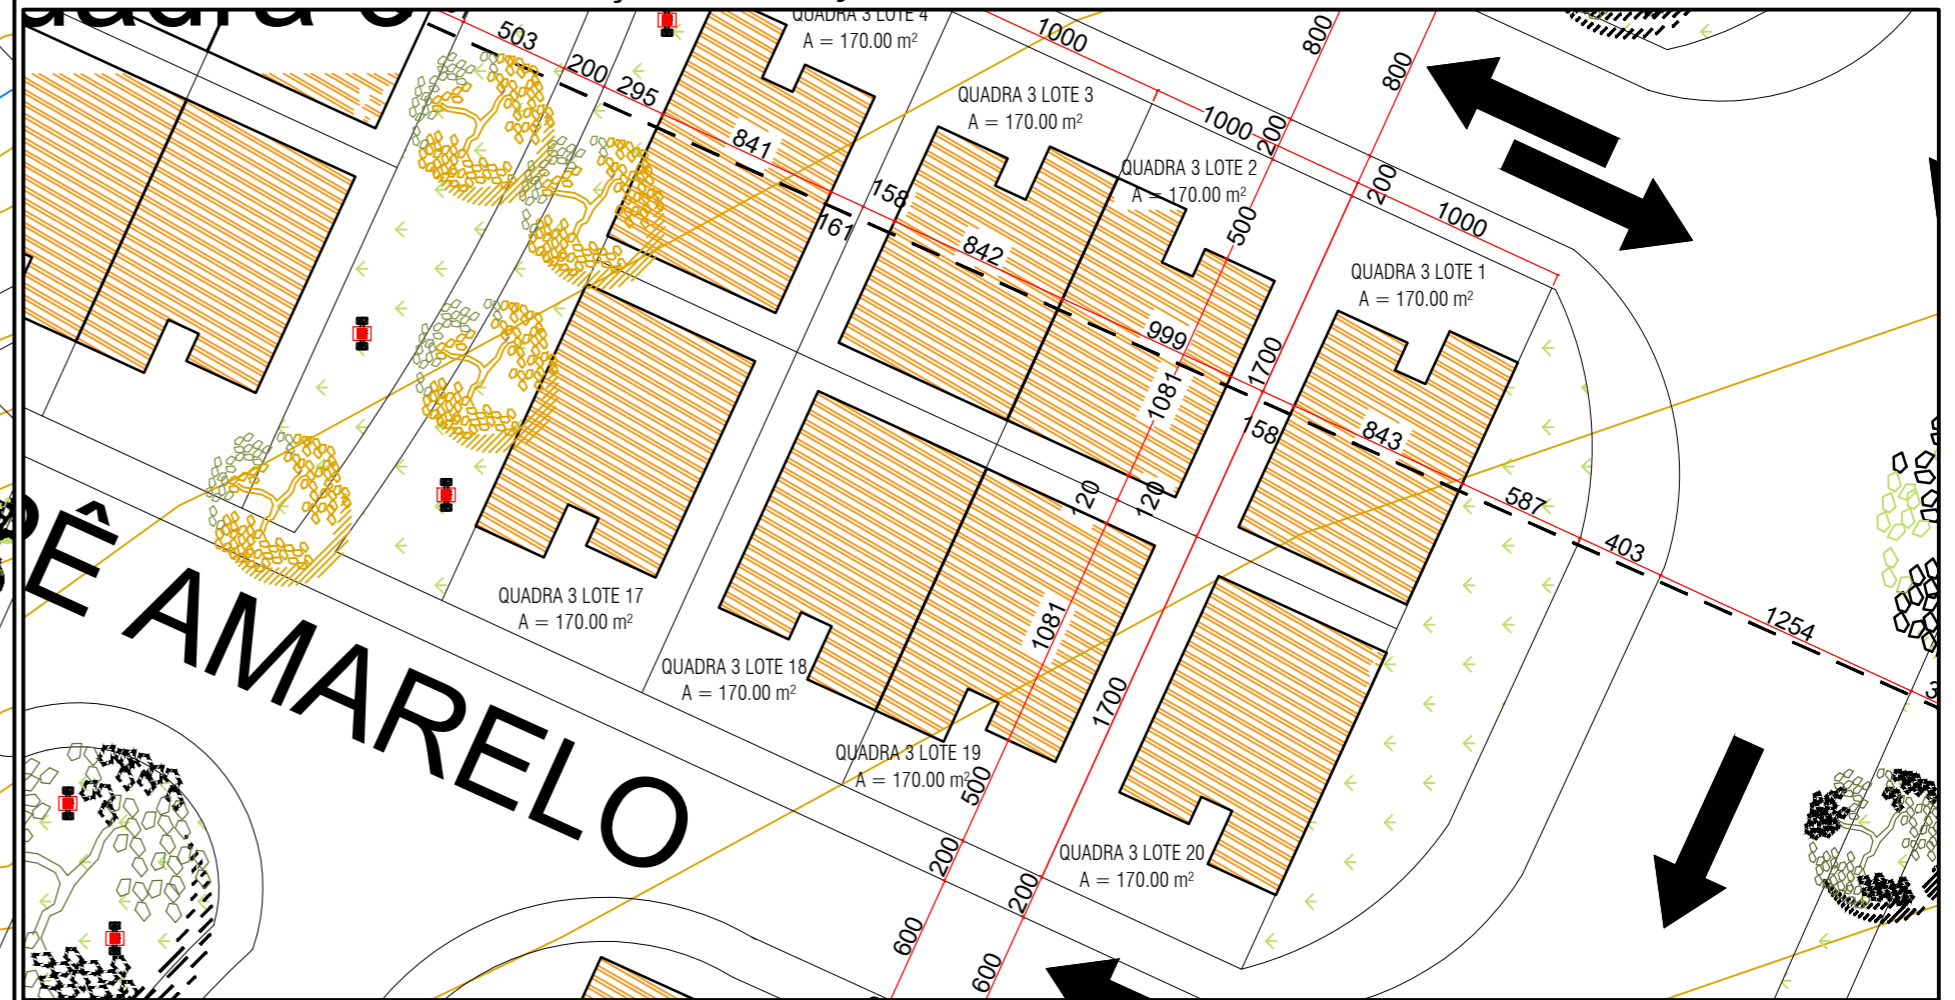 QUADRA 3 LOTE 4
A = 170.00 m²
503
200
295
841
158
161
1000
800
800
QUADRA 3 LOTE 3
A = 170.00 m²
1000
200
QUADRA 3 LOTE 2
A = 170.00 m²
200
1000
500
842
999
1081
1700
QUADRA 3 LOTE 1
A = 170.00 m²
158
843
587
403
1254
120
120
QUADRA 3 LOTE 17
A = 170.00 m²
QUADRA 3 LOTE 18
A = 170.00 m²
1081
1700
QUADRA 3 LOTE 19
A = 170.00 m²
500
200
QUADRA 3 LOTE 20
A = 170.00 m²
200
600
600
PÊ AMARELO